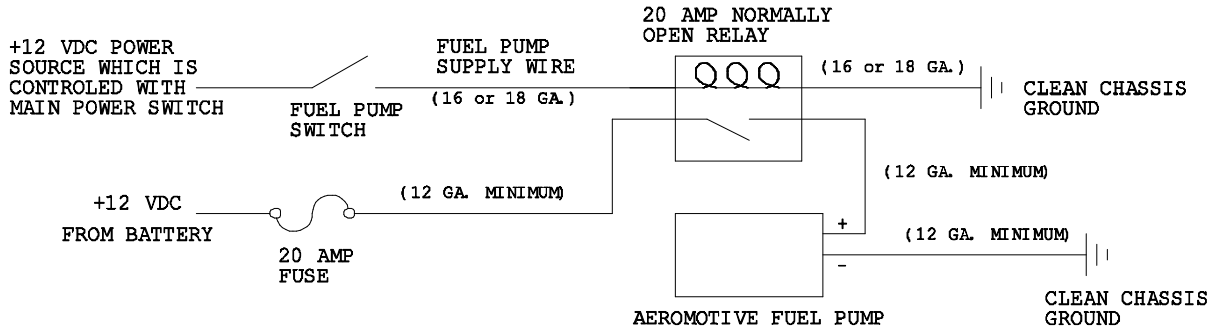 20 AMP NORMALLY
OPEN RELAY
+12 VDC POWER
SOURCE WHICH IS
CONTROLED WITH
MAIN POWER SWITCH
FUEL PUMP
SWITCH
FUEL PUMP
SUPPLY WIRE
(16 or 18 GA.)
(16 or 18 GA.)
CLEAN CHASSIS
GROUND
+12 VDC
FROM BATTERY
20 AMP
FUSE
(12 GA. MINIMUM)
(12 GA. MINIMUM)
+
-
(12 GA. MINIMUM)
CLEAN CHASSIS
GROUND
AEROMOTIVE FUEL PUMP